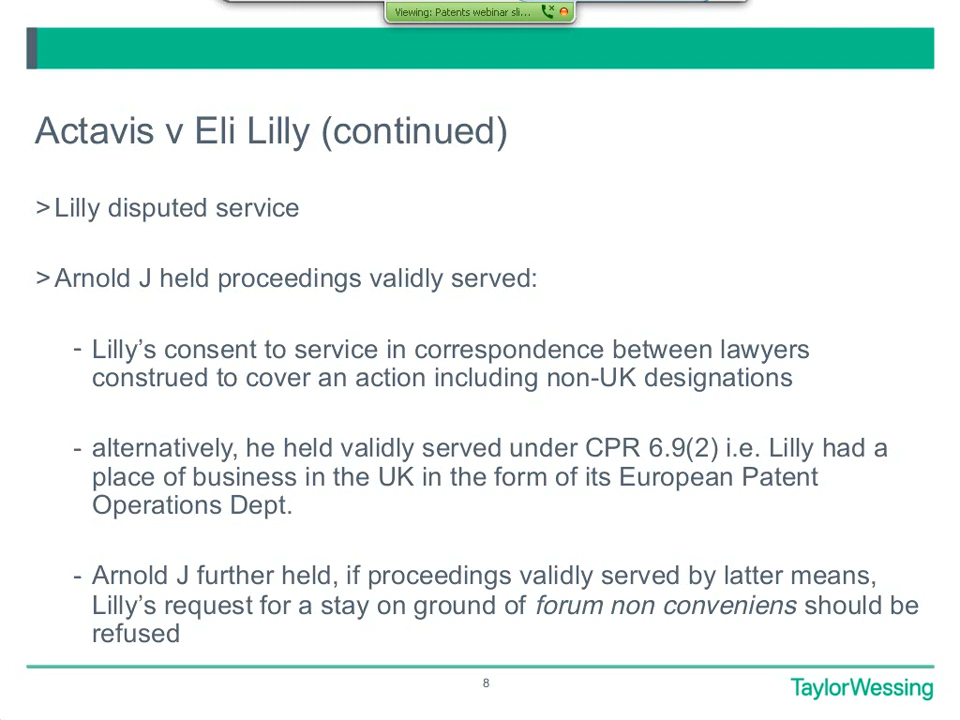 Viewing: Patents webinar sli...
Actavis v Eli Lilly (continued)
> Lilly disputed service
> Arnold J held proceedings validly served:
- Lilly’s consent to service in correspondence between lawyers
construed to cover an action including non-UK designations
- alternatively, he held validly served under CPR 6.9(2) i.e. Lilly had a
place of business in the UK in the form of its European Patent
Operations Dept.
- Arnold J further held, if proceedings validly served by latter means,
Lilly’s request for a stay on ground of forum non conveniens should be
refused
8
TaylorWessing